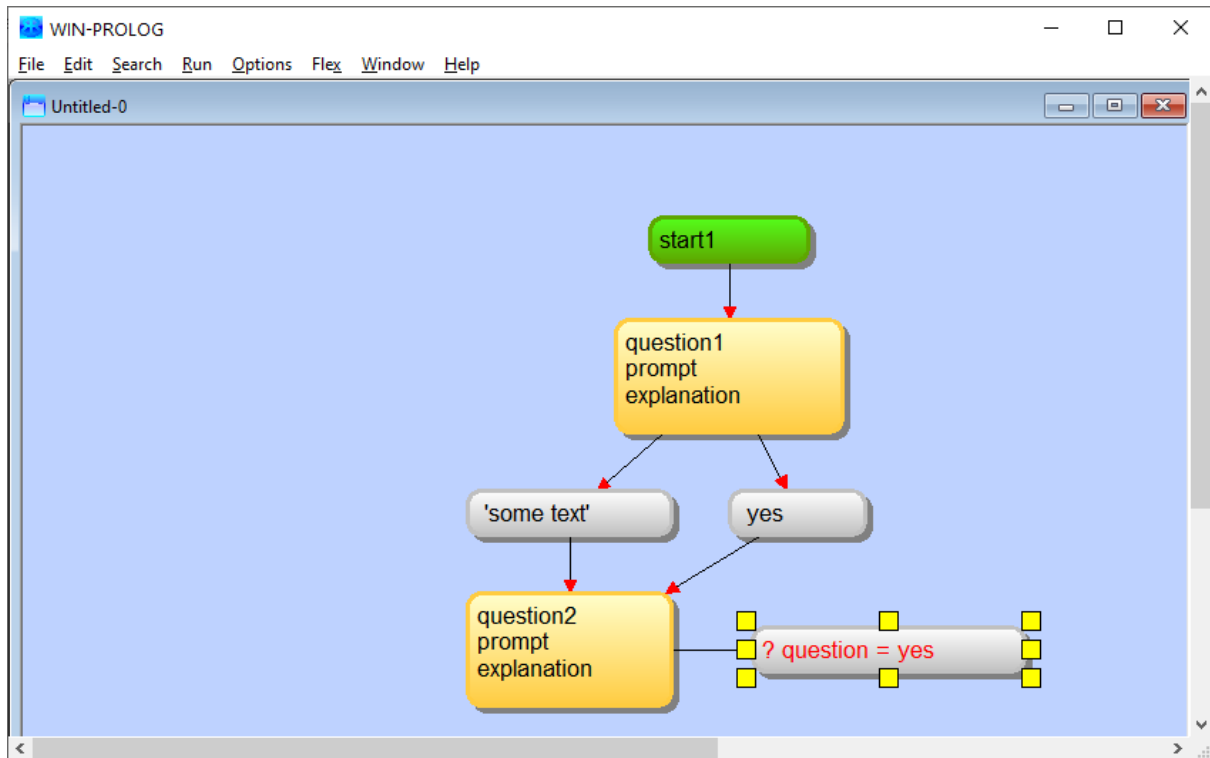 WIN-PROLOG
File Edit Search Run Options Flex Window Help
Untitled-0
start1
question1
prompt
explanation
'some text'
yes
question2
prompt
explanation
? question = yes